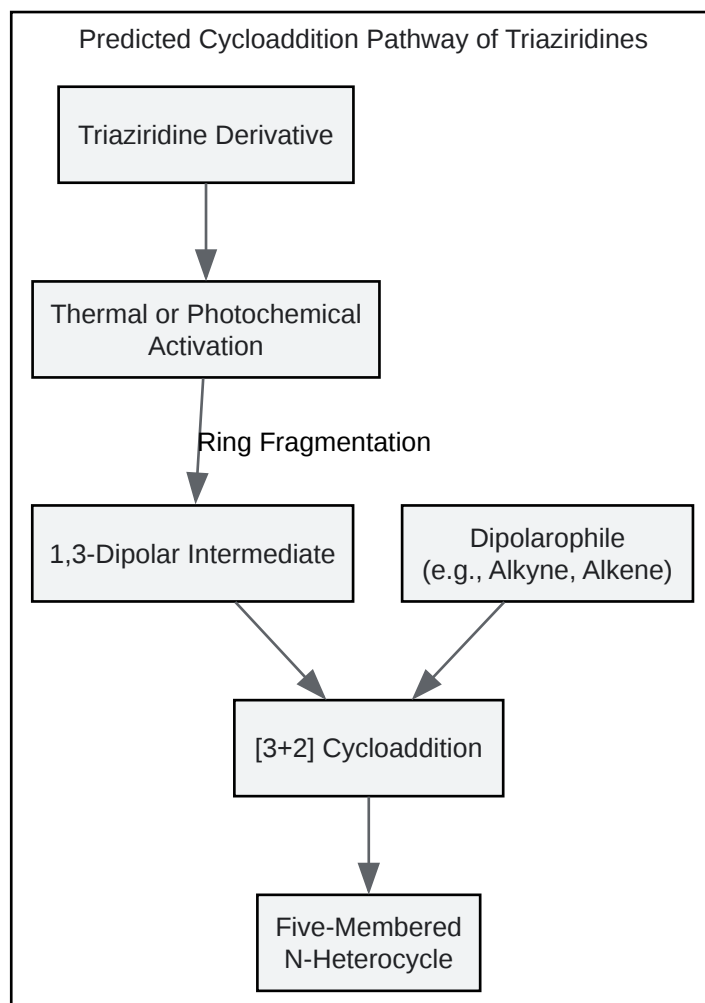 Predicted Cycloaddition Pathway of Triaziridines
Triaziridine Derivative
Thermal or Photochemical
Activation
Ring Fragmentation
1,3-Dipolar Intermediate
Dipolarophile
(e.g., Alkyne, Alkene)
[3+2] Cycloaddition
Five-Membered
N-Heterocycle